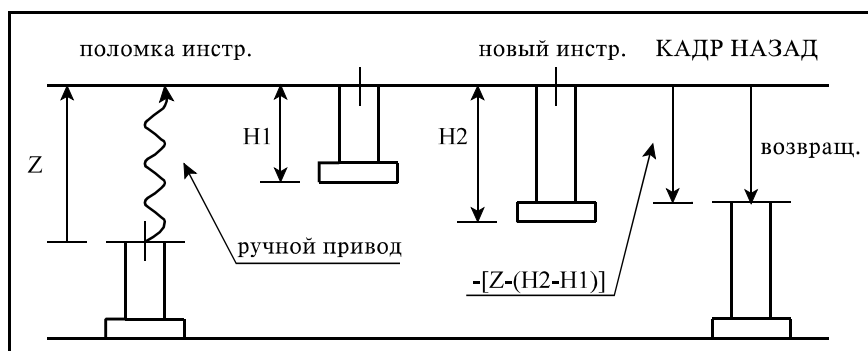 поломка инстр.
новый инстр.
КАДР НАЗАД
Z
H1
H2
возвращ.
ручной привод
-[Z-(H2-H1)]